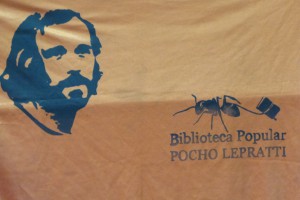 Biblioteca Popular
POCHO LEPRATTI